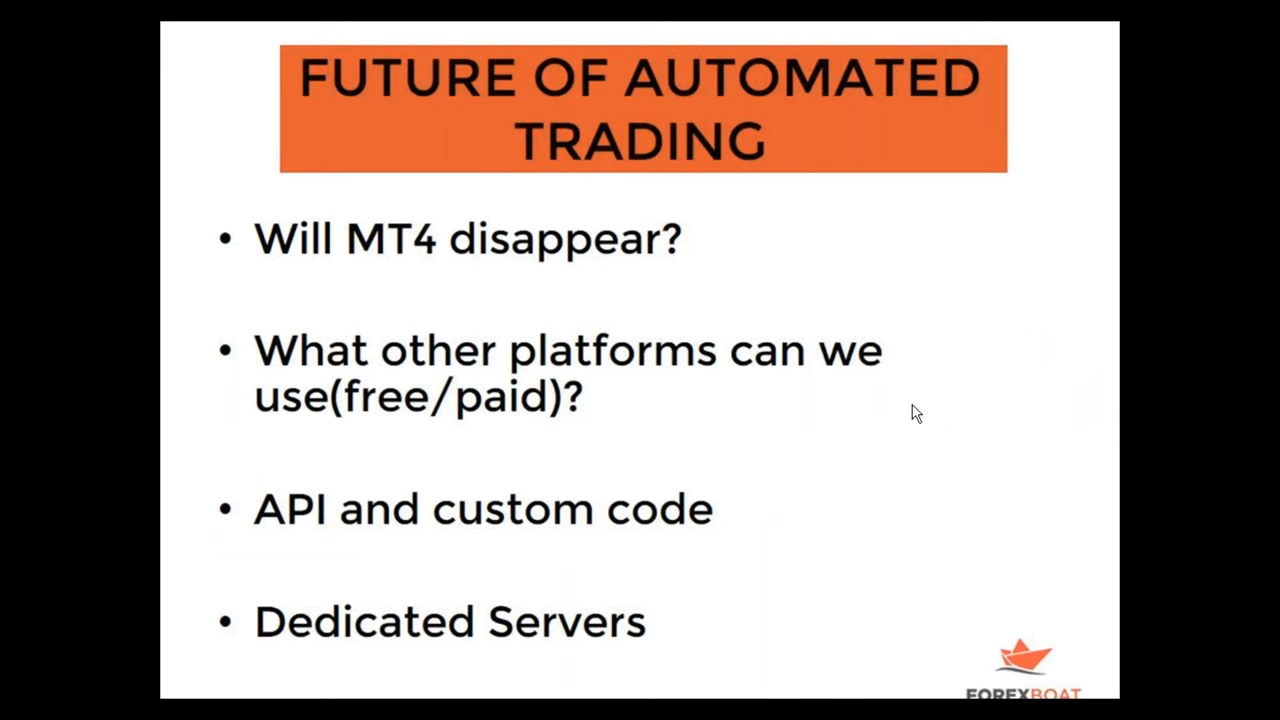 FUTURE OF AUTOMATED
TRADING
• Will MT4 disappear?
• What other platforms can we
use(free/paid)?
• API and custom code
• Dedicated Servers
FOREXBOAT